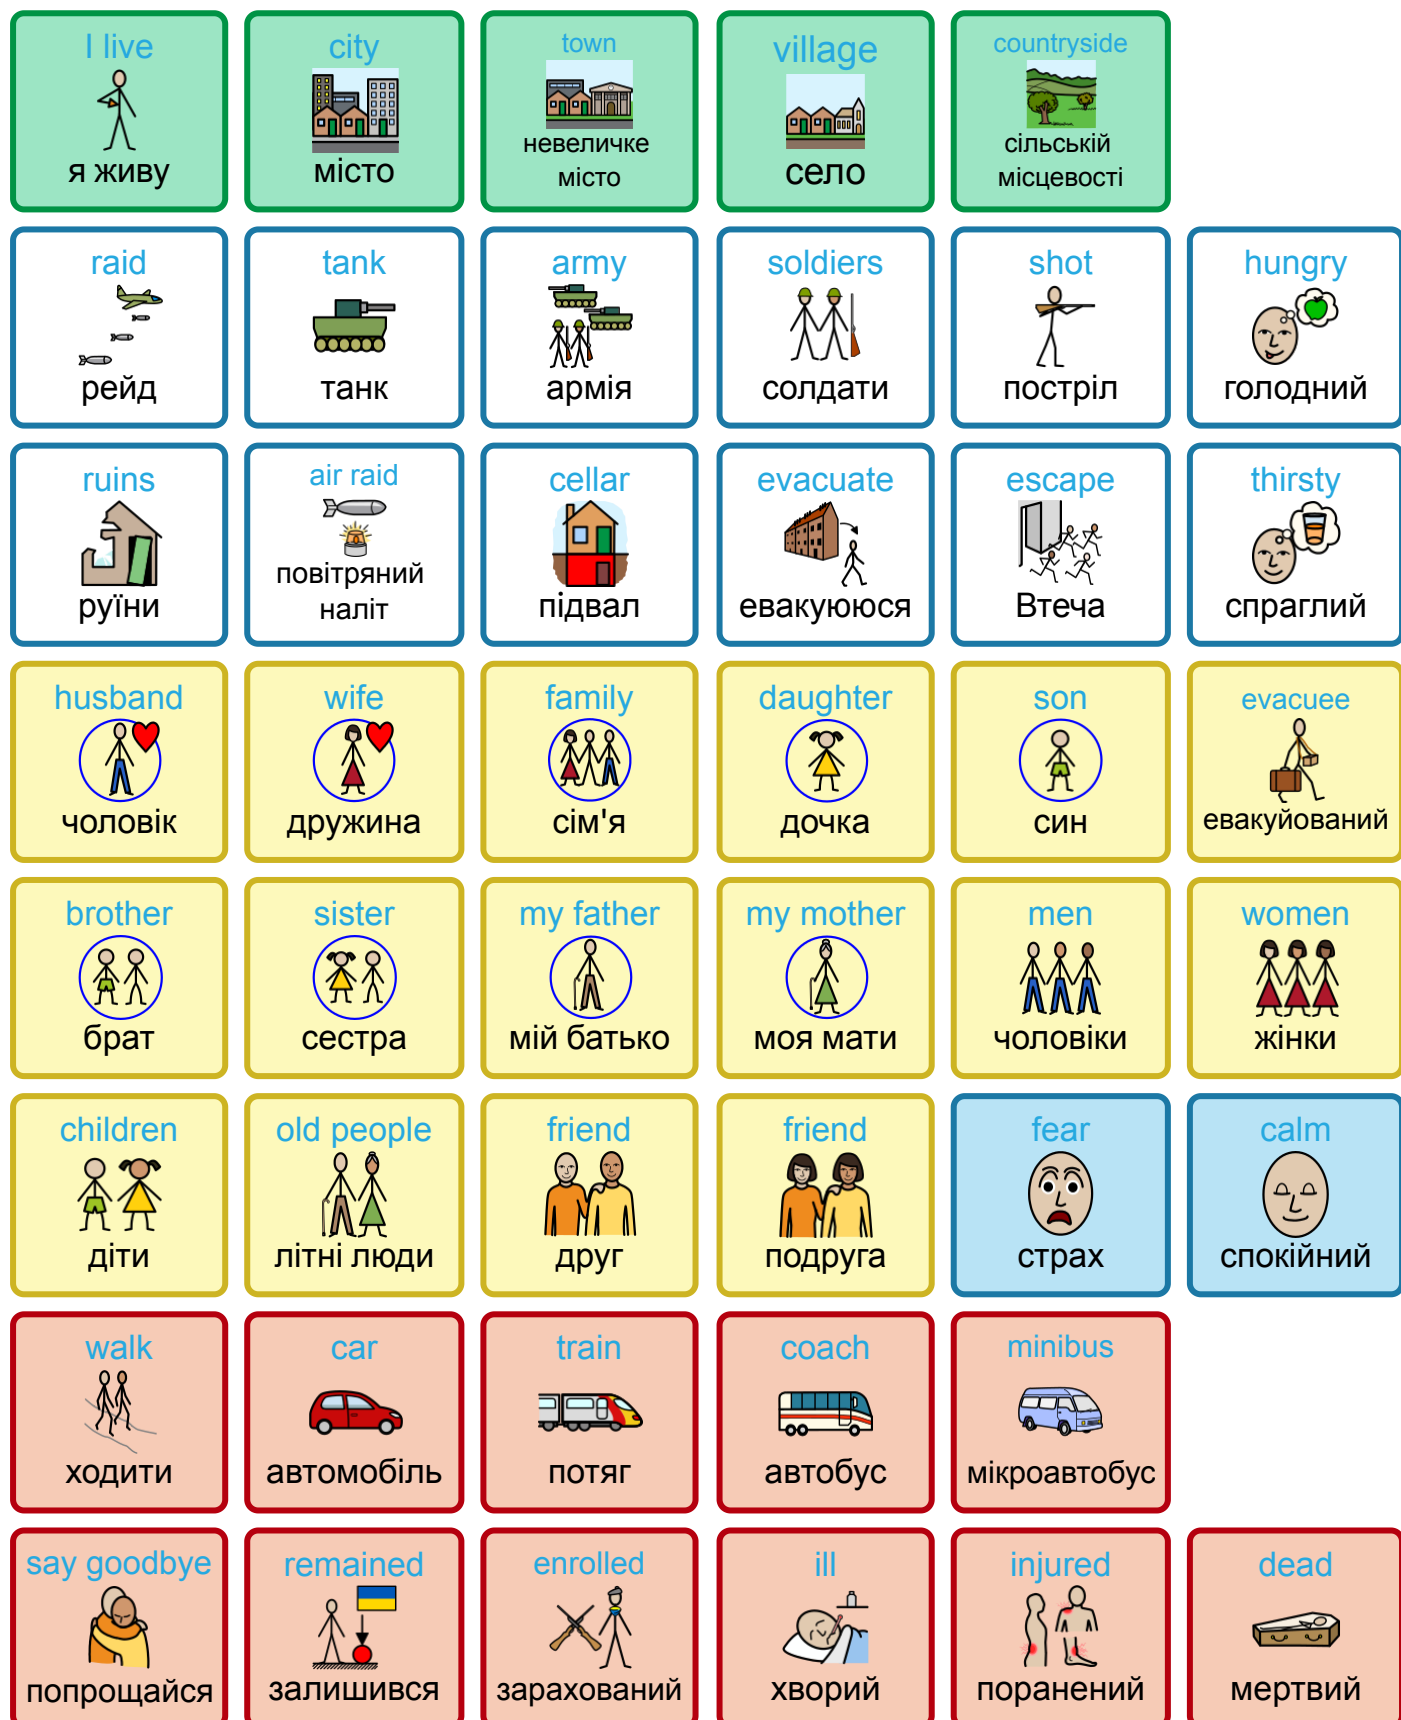 I live
я живу
city
місто
town
невеличке
місто
village
село
countryside
сільській
місцевості
raid
рейд
tank
танк
army
армія
soldiers
солдати
shot
постріл
hungry
голодний
ruins
руїни
air raid
повітряний
наліт
cellar
підвал
evacuate
евакуююся
escape
Втеча
thirsty
спраглий
husband
чоловік
wife
дружина
family
сім'я
daughter
дочка
son
син
evacuee
евакуйований
brother
брат
sister
сестра
my father
мій батько
my mother
моя мати
men
чоловіки
women
жінки
children
діти
old people
літні люди
friend
друг
friend
подруга
fear
страх
calm
спокійний
walk
ходити
car
автомобіль
train
потяг
coach
автобус
minibus
мікроавтобус
say goodbye
попрощайся
remained
залишився
enrolled
зарахований
ill
хворий
injured
поранений
dead
мертвий